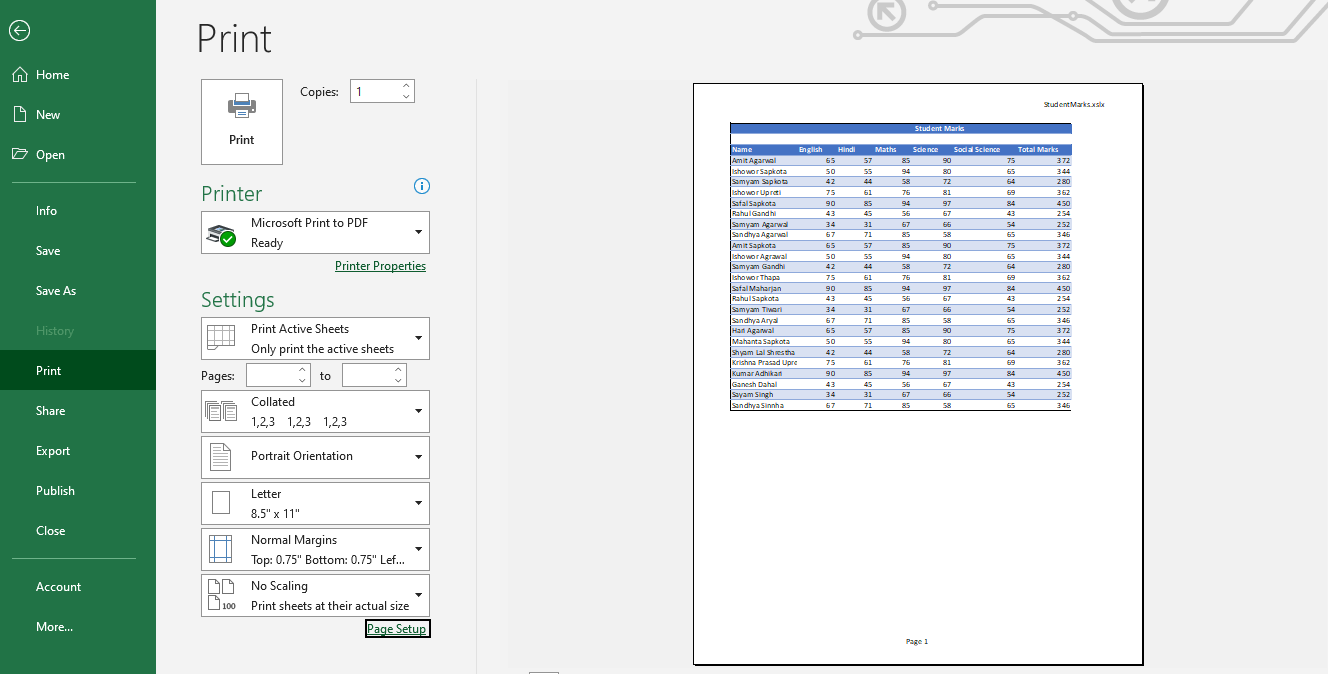 Print
Home
New
Open
Info
Save
Save As
History
Print
Share
Export
Publish
Close
Account
More...
Print
Copies: 1
Printer
Microsoft Print to PDF
Ready
Printer Properties
Settings
Print Active Sheets
Only print the active sheets
Pages: to
Collated
1,2,3 1,2,3 1,2,3
Portrait Orientation
Letter
8.5" x 11"
Normal Margins
Top: 0.75" Bottom: 0.75" Lef...
No Scaling
100 Print sheets at their actual size
Page Setup
StudentMarks.xslx
Student Marks
Name English Hindi Maths Science Social Science Total Marks
Amit Agarwal 65 57 85 90 75 372
Ishowor Sapkota 50 55 94 80 65 344
Samyam Sapkota 42 44 58 72 64 280
Ishowor Upreti 75 61 76 81 69 362
Safal Sapkota 90 85 94 97 84 450
Rahul Gandhi 43 45 56 67 43 254
Samyam Agarwal 34 31 67 66 54 252
Sandhya Agarwal 67 71 85 58 65 346
Amit Sapkota 65 57 85 90 75 372
Ishowor Agrawal 50 55 94 80 65 344
Samyam Gandhi 42 44 58 72 64 280
Ishowor Thapa 75 61 76 81 69 362
Safal Maharjan 90 85 94 97 84 450
Rahul Sapkota 43 45 56 67 43 254
Samyam Tiwari 34 31 67 66 54 252
Sandhya Aryal 67 71 85 58 65 346
Hari Agarwal 65 57 85 90 75 372
Mahanta Sapkota 50 55 94 80 65 344
Shyam Lal Shrestha 42 44 58 72 64 280
Krishna Prasad Upre 75 61 76 81 69 362
Kumar Adhikari 90 85 94 97 84 450
Ganesh Dahal 43 45 56 67 43 254
Sayam Singh 34 31 67 66 54 252
Sandhya Sinnha 67 71 85 58 65 346
Page 1